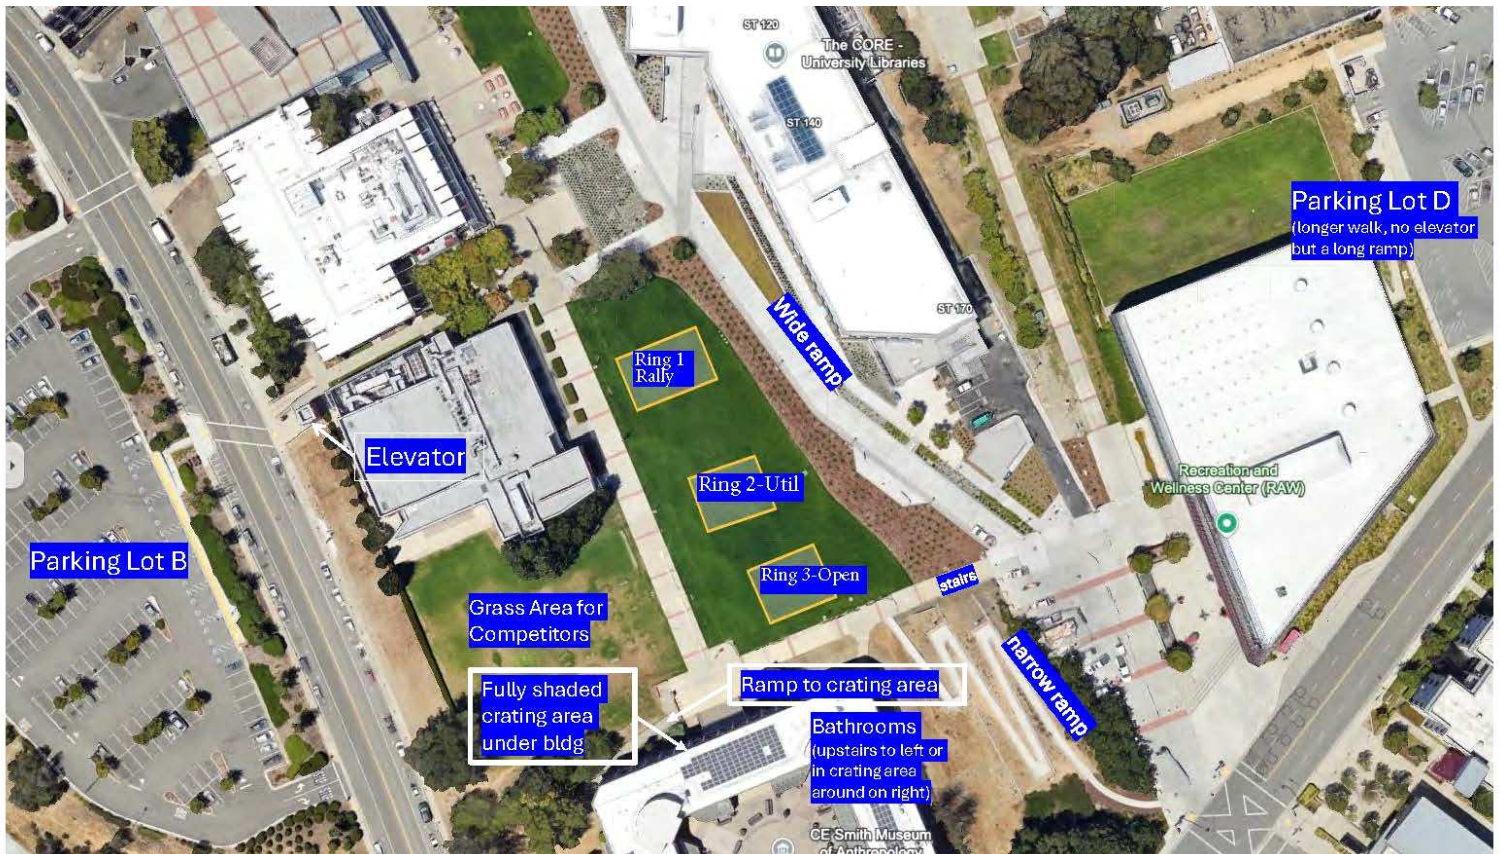 ST 120
The CORE -
University Libraries
ST 140
Parking Lot D
(longer walk, no elevator
but a long ramp)
Wide ramp
ST 170
Ring 1
Rally
Elevator
Ring 2-Util
Recreation and
Wellness Center (RAW)
Parking Lot B
Ring 3-Open
stairs
Grass Area for
Competitors
narrow ramp
Fully shaded
crating area
under bldg
Ramp to crating area
Bathrooms
(upstairs to left or
in crating area
around on right)
CE Smith Museum
of Anthropology